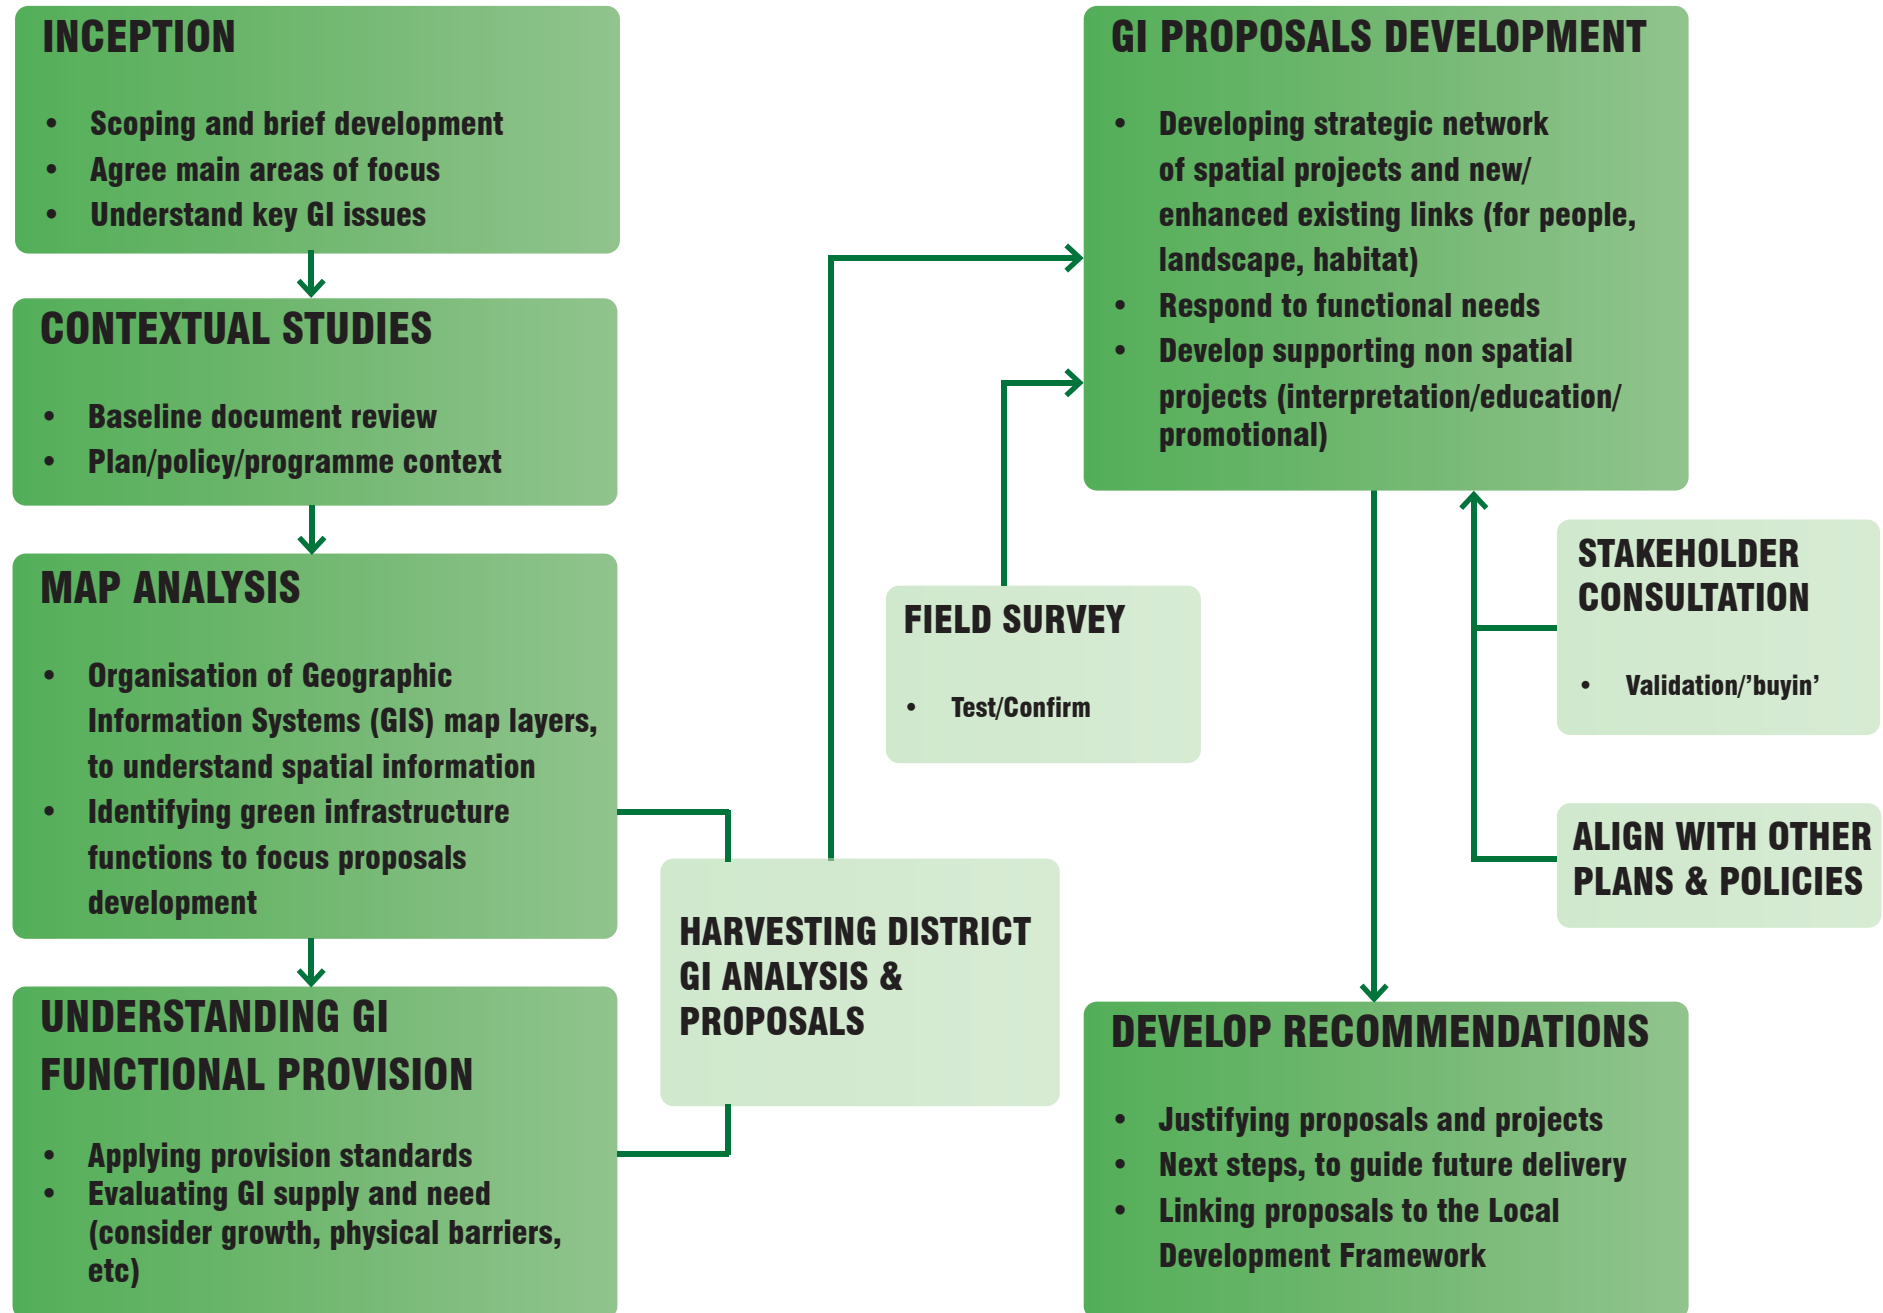 INCEPTION
• Scoping and brief development
• Agree main areas of focus
• Understand key GI issues
CONTEXTUAL STUDIES
• Baseline document review
• Plan/policy/programme context
MAP ANALYSIS
• Organisation of Geographic
Information Systems (GIS) map layers,
to understand spatial information
• Identifying green infrastructure
functions to focus proposals
development
UNDERSTANDING GI
FUNCTIONAL PROVISION
• Applying provision standards
• Evaluating GI supply and need
(consider growth, physical barriers,
etc)
HARVESTING DISTRICT
GI ANALYSIS &
PROPOSALS
FIELD SURVEY
• Test/Confirm
GI PROPOSALS DEVELOPMENT
• Developing strategic network
of spatial projects and new/
enhanced existing links (for people,
landscape, habitat)
• Respond to functional needs
• Develop supporting non spatial
projects (interpretation/education/
promotional)
STAKEHOLDER
CONSULTATION
• Validation/’buyin’
ALIGN WITH OTHER
PLANS & POLICIES
DEVELOP RECOMMENDATIONS
• Justifying proposals and projects
• Next steps, to guide future delivery
• Linking proposals to the Local
Development Framework